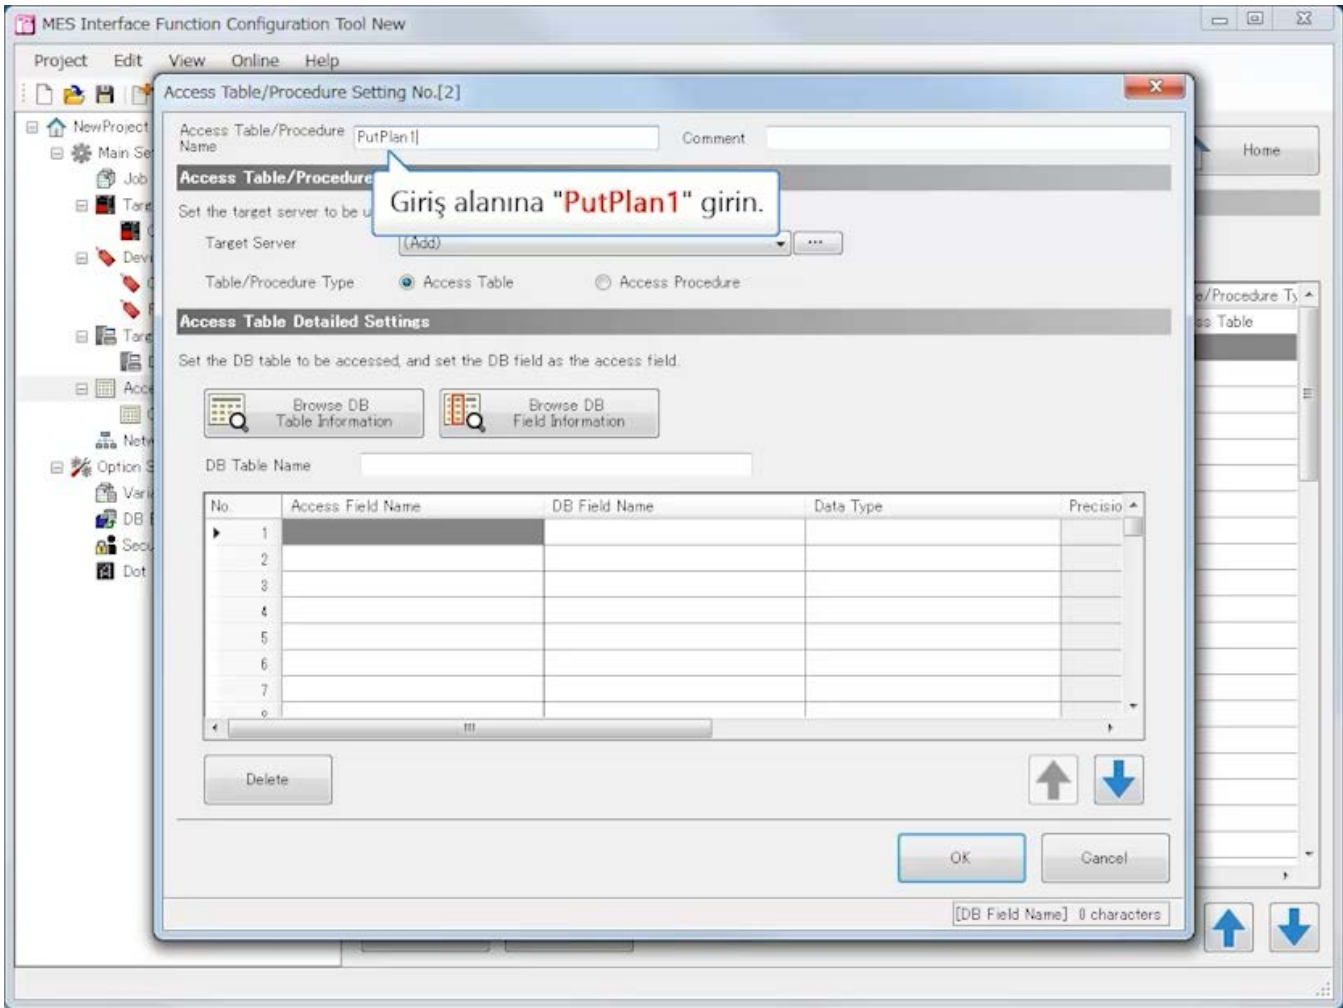 MES Interface Function Configuration Tool New
Project Edit View Online Help
Access Table/Procedure Setting No.[2]
NewProject
Main Se
Job
Tare
Devi
Targ
Acce
Netw
Option S
Varia
DB
Secu
Dot
Access Table/Procedure
Name
PutPlan1
Comment
Home
Access Table/Procedure
Giriş alanına "PutPlan1" girin.
Set the target server to be u
Target Server
(Add)
...
Table/Procedure Type
Access Table
Access Procedure
e/Procedure Ty
ss Table
Access Table Detailed Settings
Set the DB table to be accessed, and set the DB field as the access field.
Browse DB
Table Information
Browse DB
Field Information
DB Table Name
No. Access Field Name DB Field Name Data Type Precisio
1
2
3
4
5
6
7
Delete
OK
Cancel
[DB Field Name] 0 characters